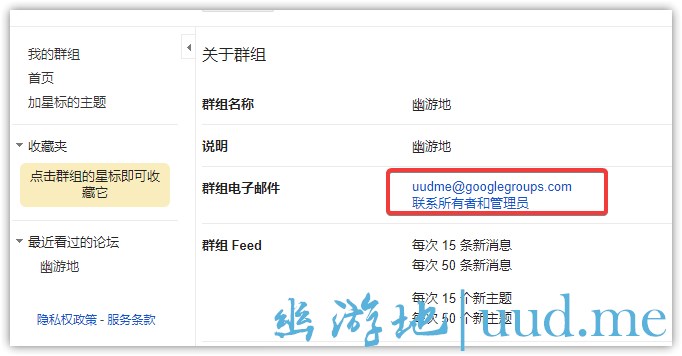 我的群组
首页
加星标的主题
收藏夹
点击群组的星标即可收
藏它
最近看过的论坛
幽游地
隐私权政策 - 服务条款
关于群组
群组名称 幽游地
说明 幽游地
群组电子邮件 uudme@googlegroups.com
联系所有者和管理员
群组 Feed 每次 15 条新消息
每次 50 条新消息
每次 15 个新主题
每次 50 个新主题
幽游地|uud.me